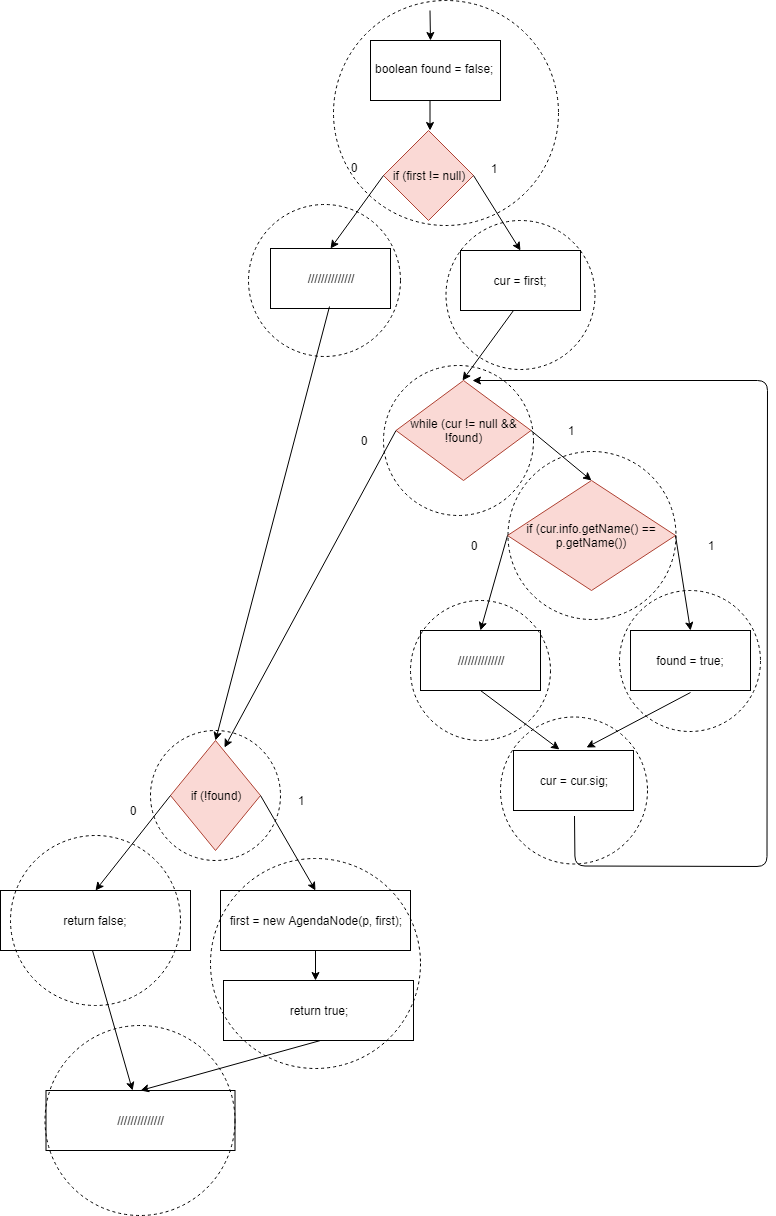 boolean found = false;
0
1
if (first != null)
//////////////
cur = first;
while (cur != null &&
!found)
0
1
if (cur.info.getName() ==
p.getName())
0
1
//////////////
found = true;
cur = cur.sig;
if (!found)
0
1
return false;
first = new AgendaNode(p, first);
return true;
//////////////